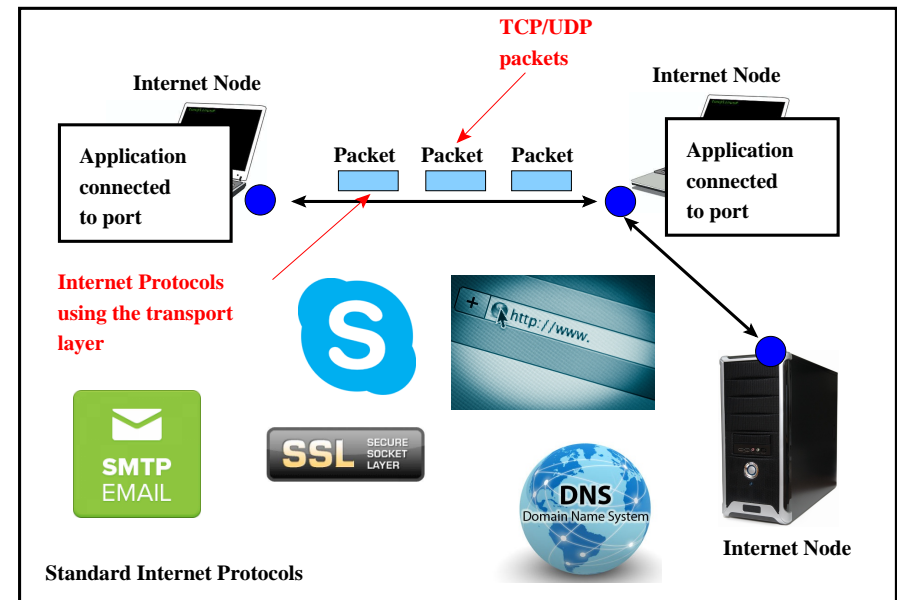 TCP/UDP
packets
Internet Node
Internet Node
Application
connected
to port
Packet Packet Packet
Application
connected
to port
Internet Protocols
using the transport
layer
S
+ http://www.
SMTP
EMAIL
SSL SECURE
SOCKET
LAYER
DNS
Domain Name System
Internet Node
Standard Internet Protocols